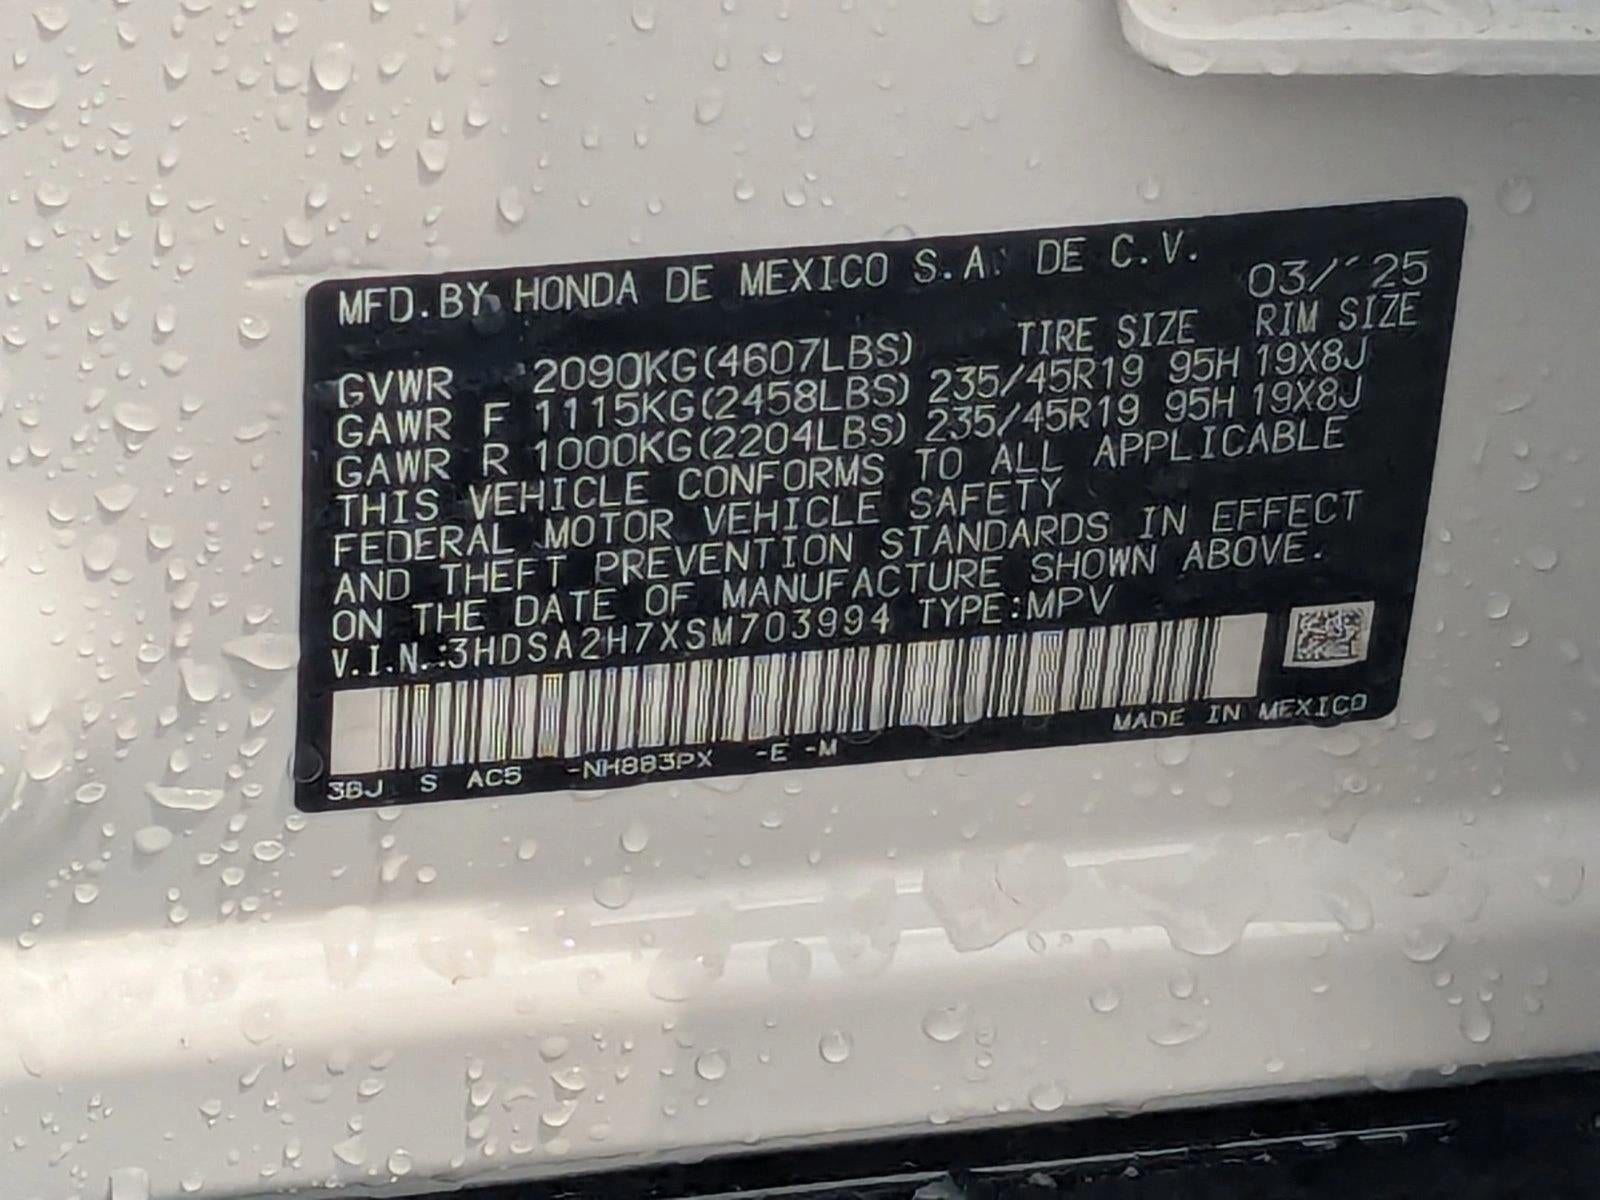 MFD.BY HONDA DE MEXICO S.A. DE C.V.
03/'25
TIRE SIZE RIM SIZE
GVWR 2090KG(4607LBS)
GAWR F 1115KG(2458LBS) 235/45R19 95H 19X8J
GAWR R 1000KG(2204LBS) 235/45R19 95H 19X8J
THIS VEHICLE CONFORMS TO ALL APPLICABLE
FEDERAL MOTOR VEHICLE SAFETY
AND THEFT PREVENTION STANDARDS IN EFFECT
ON THE DATE OF MANUFACTURE SHOWN ABOVE.
V.I.N.:3HDSA2H7XSM703994 TYPE:MPV
MADE IN MEXICO
3BJ S AC5 -NH883PX -E -M